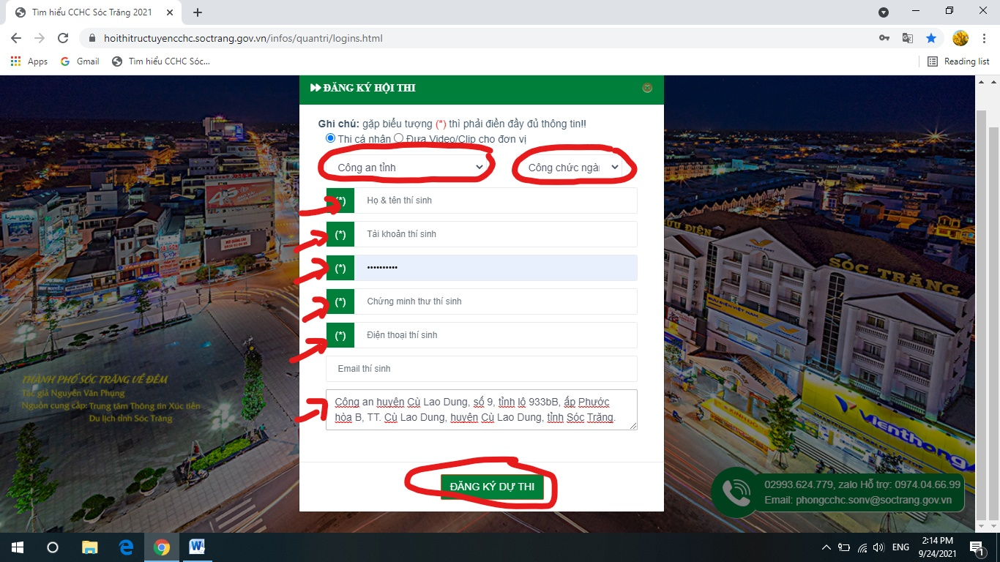 Tìm hiểu CCHC Sóc Trăng 2021
hoithitructuyencchc.soctrang.gov.vn/infos/quantri/logins.html
Apps Gmail Tìm hiểu CCHC Sóc... Reading list
ĐĂNG KÝ HỘI THI
Ghi chú: gặp biểu tượng (*) thì phải điền đầy đủ thông tin!!
Thi cá nhân Đưa Video/Clip cho đơn vị
Công an tỉnh Công chức ngàn
(*) Họ & tên thí sinh
(*) Tài khoản thí sinh
(*) ••••••••••
(*) Chứng minh thư thí sinh
(*) Điện thoại thí sinh
Email thí sinh
Công an huyện Cù Lao Dung, số 9, tỉnh lộ 933bB, ấp Phước
hòa B, TT. Cù Lao Dung, huyện Cù Lao Dung, tỉnh Sóc Trăng.
ĐĂNG KÝ DỰ THI
THÀNH PHỐ SÓC TRĂNG VỀ ĐÊM
Tác giả Nguyễn Văn Phụng
Nguồn cung cấp: Trung tâm Thông tin Xúc tiến
Du lịch tỉnh Sóc Trăng
BƯU ĐIỆN
SÓC TRĂNG
Vienthong
02993.624.779, zalo Hỗ trợ: 0974.04.66.99
Email: phongcchc.sonv@soctrang.gov.vn
ENG
2:14 PM
9/24/2021
1